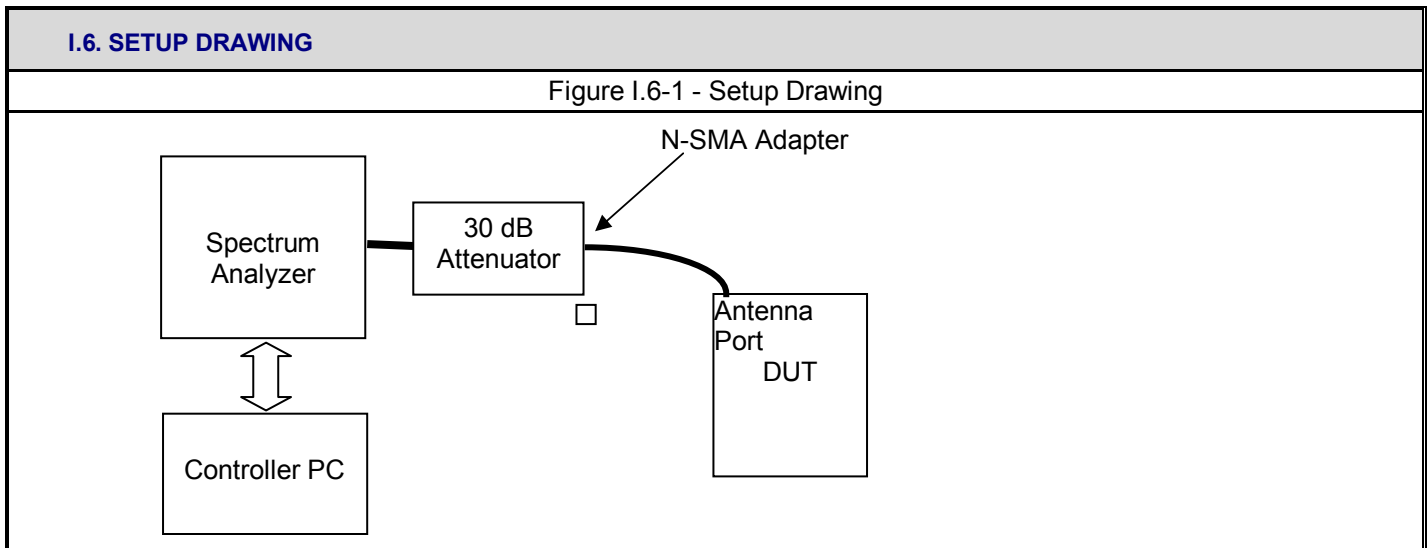 I.6. SETUP DRAWING
Figure I.6-1 - Setup Drawing
N-SMA Adapter
Spectrum
Analyzer
30 dB
Attenuator
Antenna
Port
DUT
Controller PC